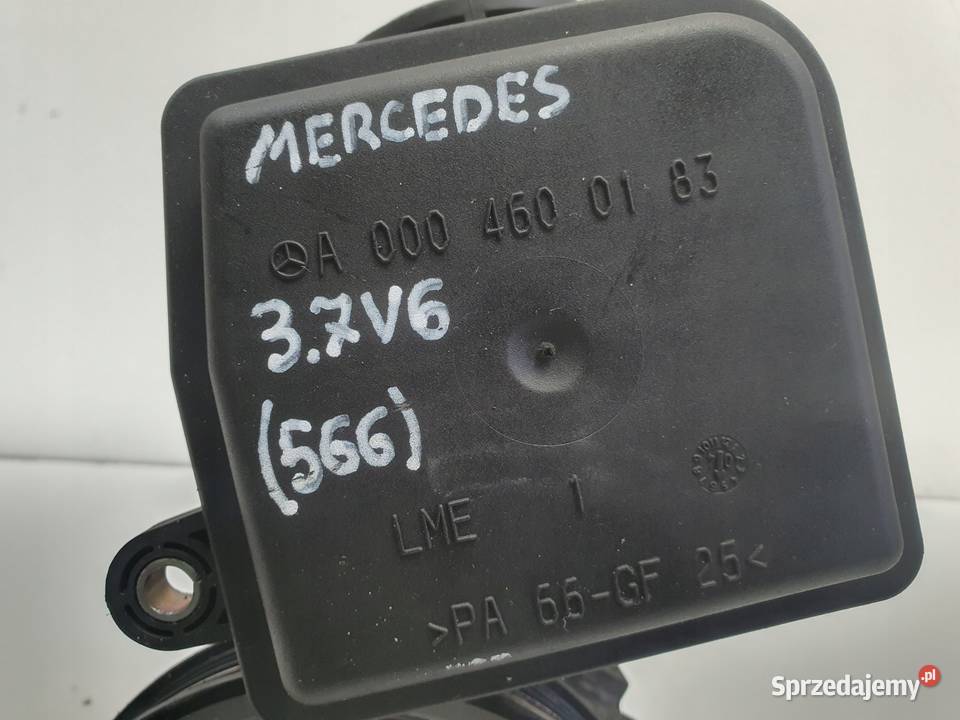 MERCEDES
A 000 460 01 83
3.7V6
(566)
LME 1
>PA 66-GF 25<
Sprzedajemy.pl